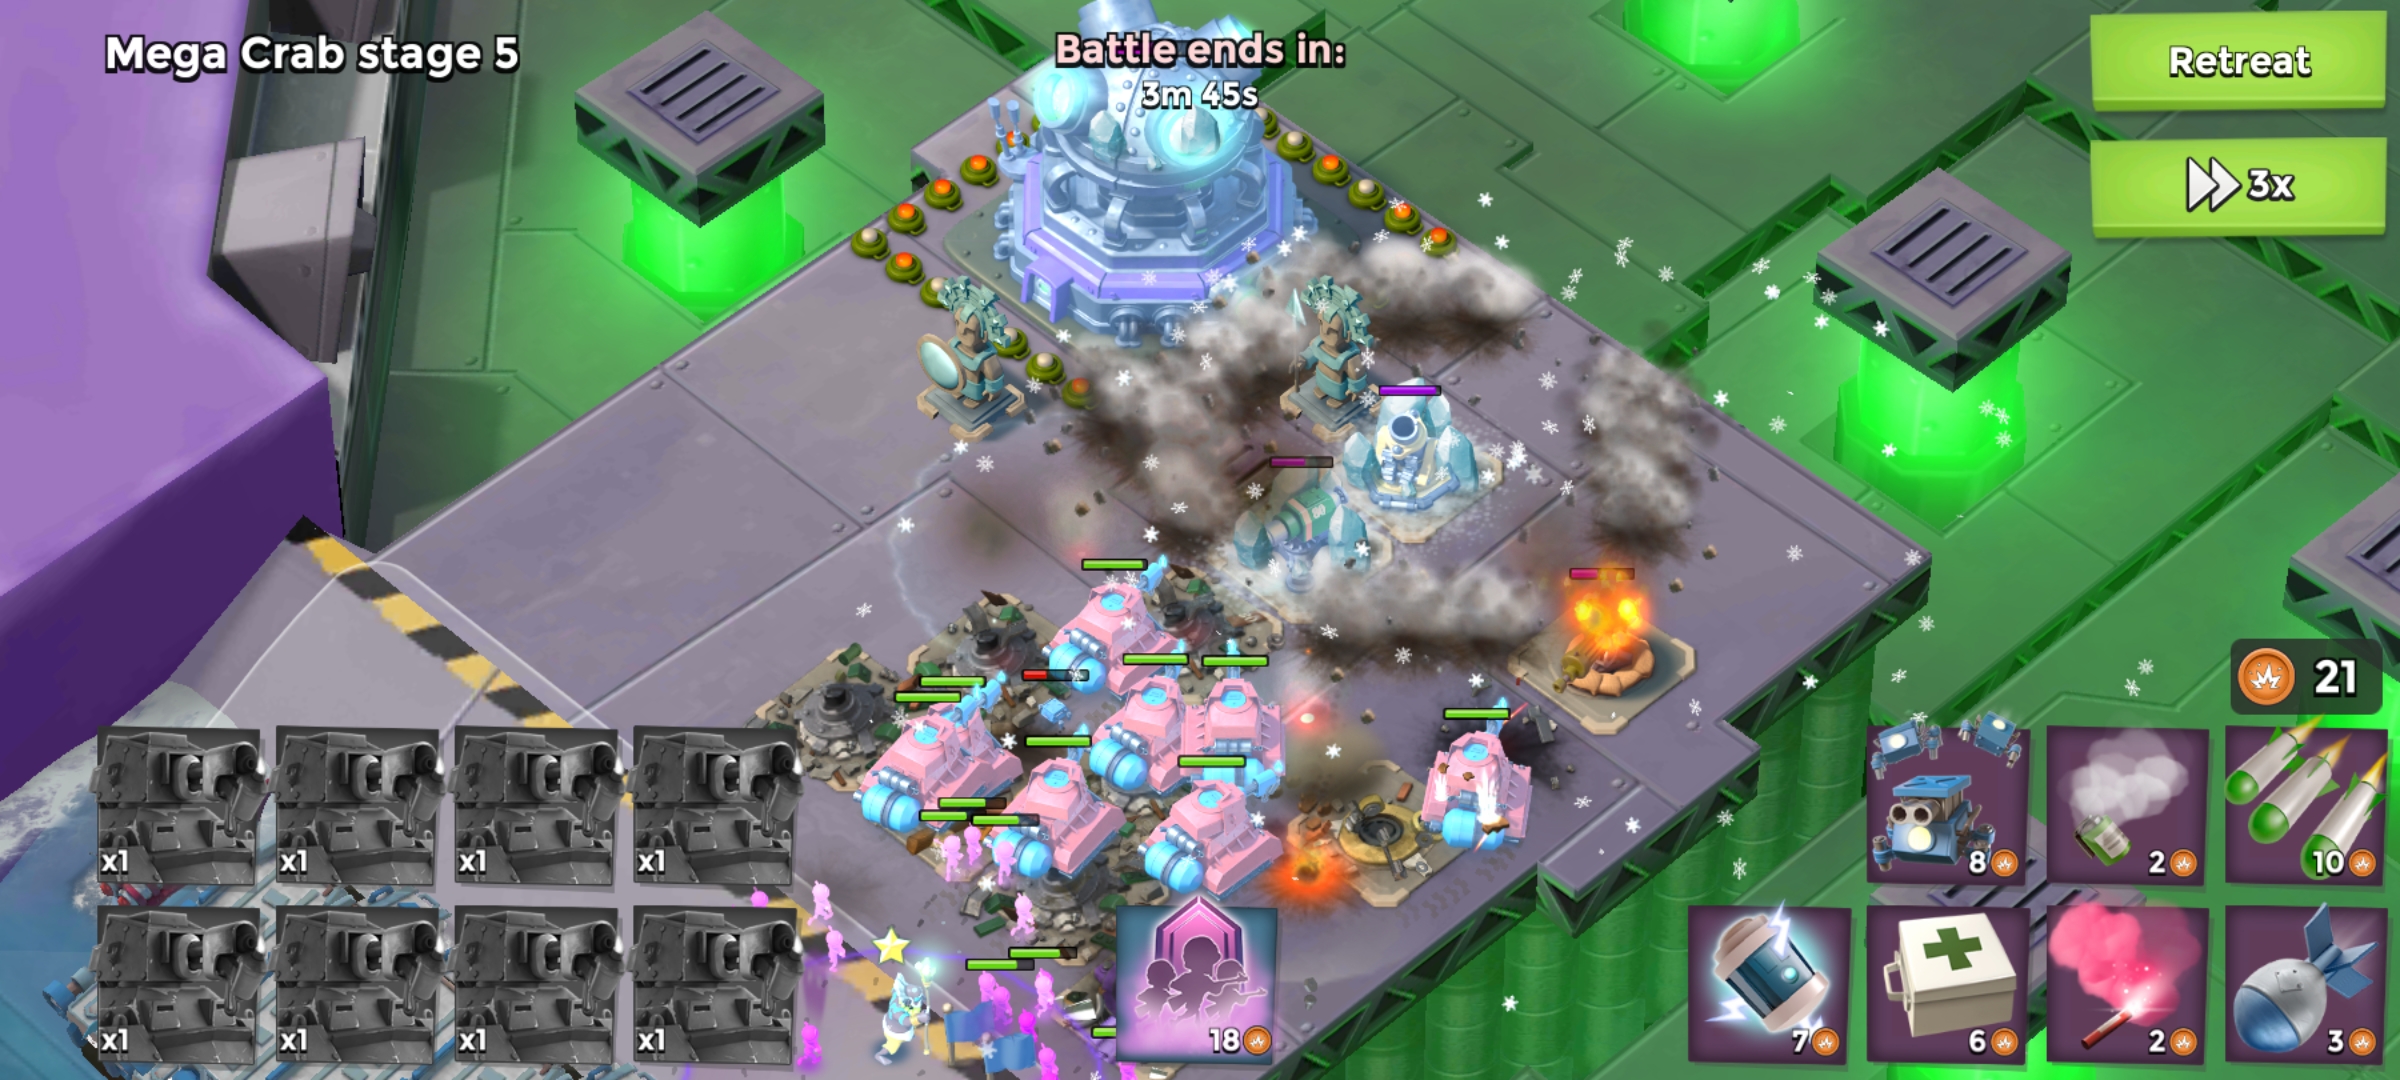 Mega Crab stage 5
Battle ends in:
3m 45s
Retreat
3x
21
8
2
10
x1
x1
x1
x1
7
6
2
3
18
x1
x1
x1
x1